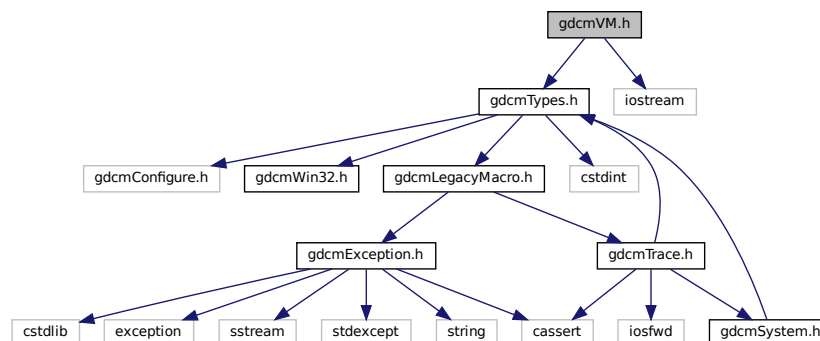 gdcmVM.h
gdcmTypes.h
iostream
gdcmConfigure.h
gdcmWin32.h
gdcmLegacyMacro.h
cstdint
gdcmException.h
gdcmTrace.h
cstdlib
exception
sstream
stdexcept
string
cassert
iosfwd
gdcmSystem.h